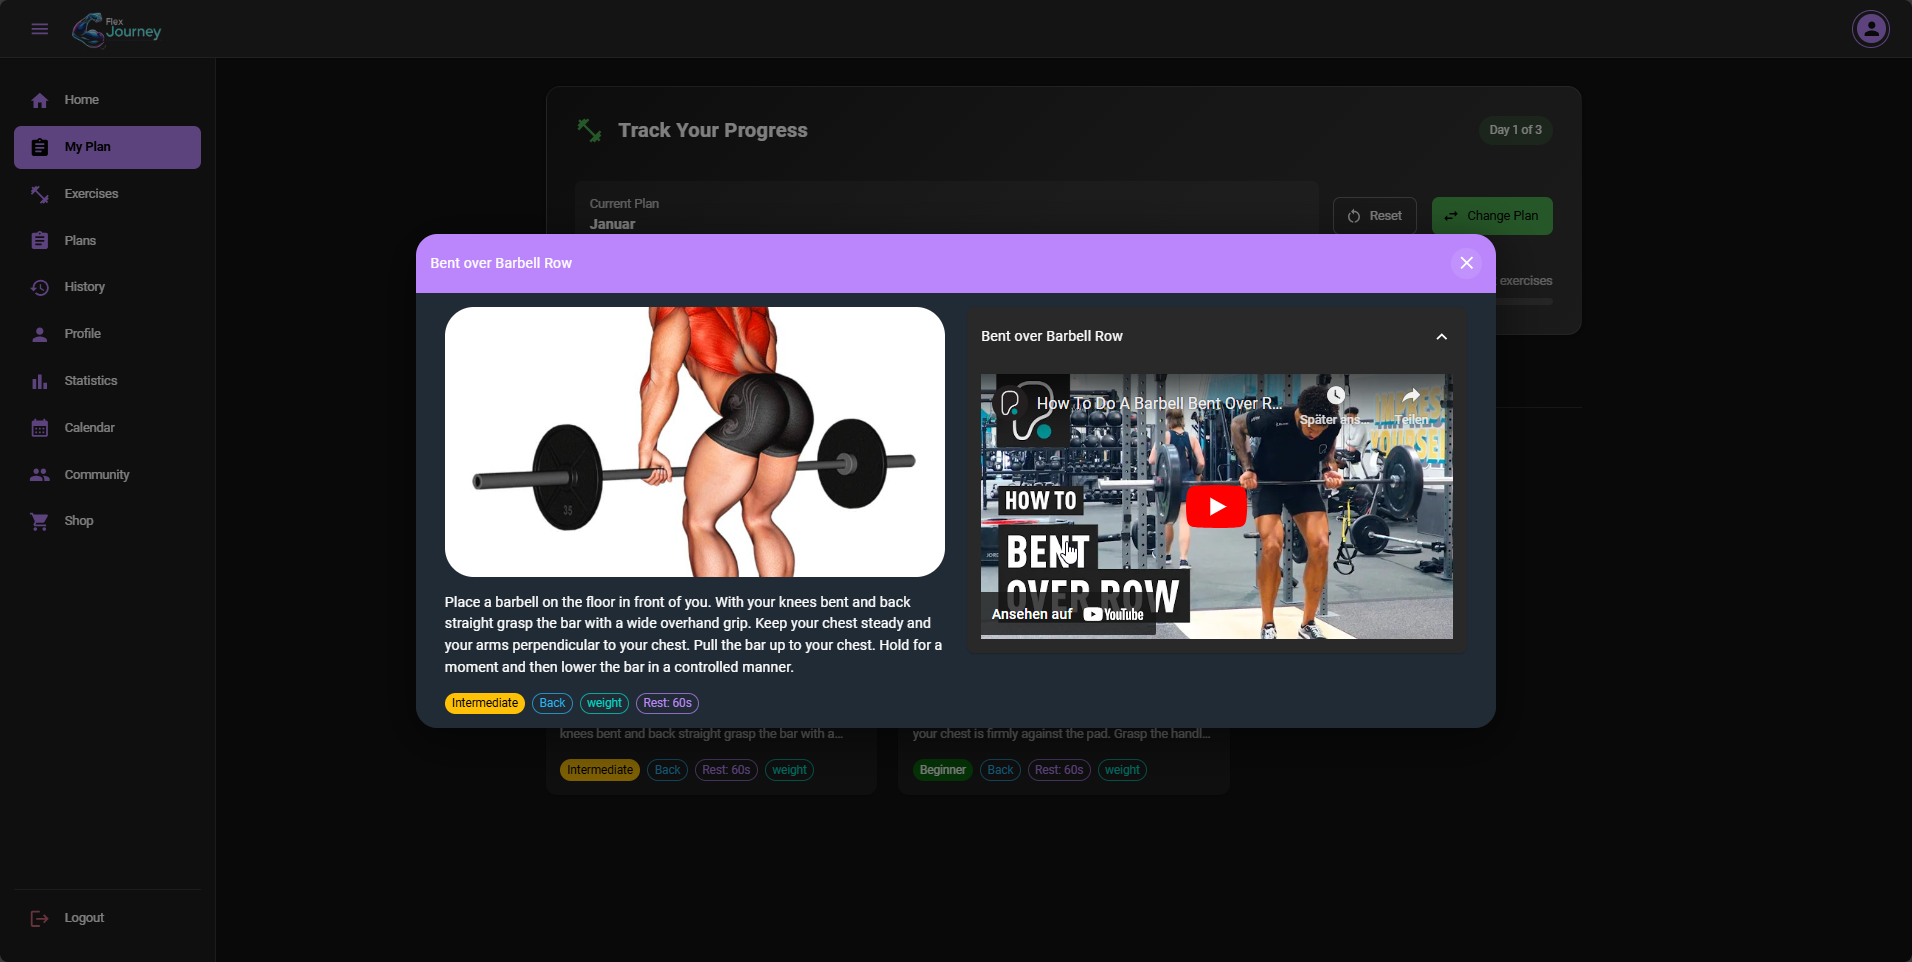 Flex
Journey
Home
My Plan
Exercises
Plans
History
Profile
Statistics
Calendar
Community
Shop
Logout
Track Your Progress
Day 1 of 3
Current Plan
Januar
Reset
Change Plan
exercises
Bent over Barbell Row
35
Place a barbell on the floor in front of you. With your knees bent and back
straight grasp the bar with a wide overhand grip. Keep your chest steady and
your arms perpendicular to your chest. Pull the bar up to your chest. Hold for a
moment and then lower the bar in a controlled manner.
Intermediate
Back
weight
Rest: 60s
Bent over Barbell Row
How To Do A Barbell Bent Over R...
Später ans...
Teilen
HOW TO
BENT
OVER ROW
Ansehen auf YouTube
knees bent and back straight grasp the bar with a...
Intermediate
Back
Rest: 60s
weight
your chest is firmly against the pad. Grasp the handl...
Beginner
Back
Rest: 60s
weight